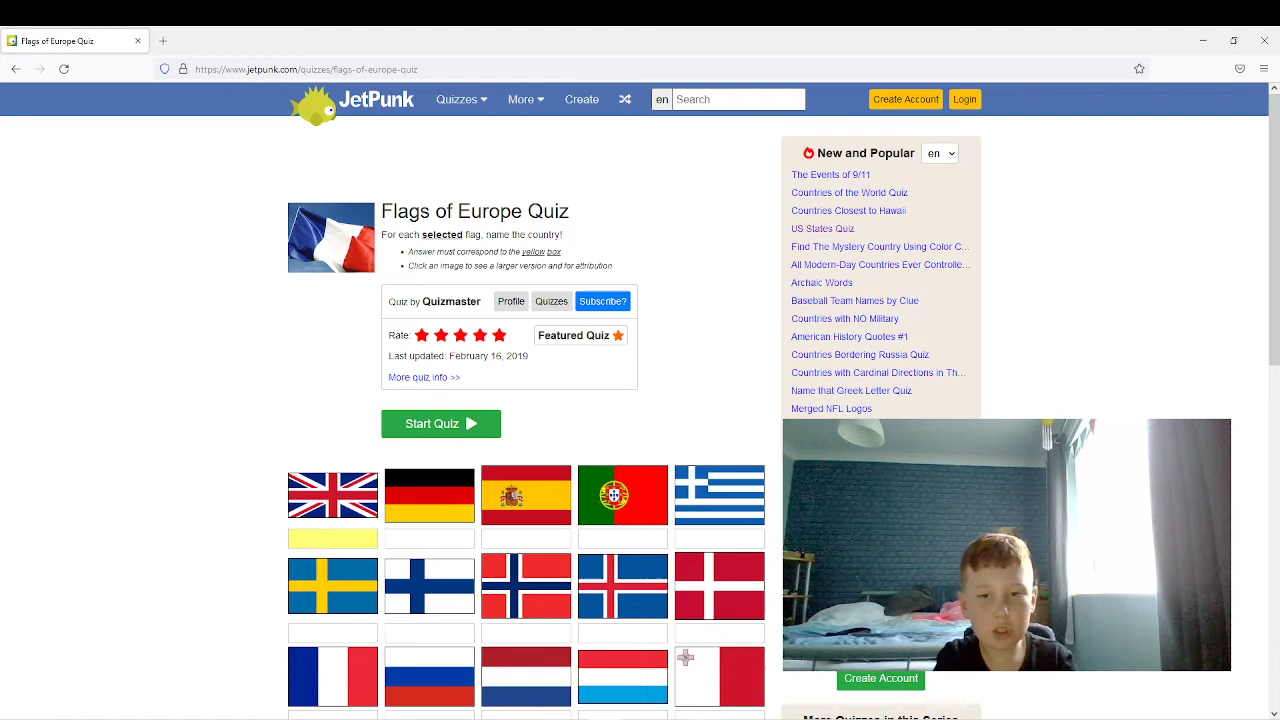 Flags of Europe Quiz
https://www.jetpunk.com/quizzes/flags-of-europe-quiz
JetPunk
Quizzes
More
Create
en
Search
Create Account
Login
Flags of Europe Quiz
For each selected flag, name the country!
• Answer must correspond to the yellow box
• Click an image to see a larger version and for attribution
Quiz by Quizmaster
Profile
Quizzes
Subscribe?
Rate:
Featured Quiz
Last updated: February 16, 2019
More quiz info >>
Start Quiz
New and Popular
en
The Events of 9/11
Countries of the World Quiz
Countries Closest to Hawaii
US States Quiz
Find The Mystery Country Using Color C...
All Modern-Day Countries Ever Controlle...
Archaic Words
Baseball Team Names by Clue
Countries with NO Military
American History Quotes #1
Countries Bordering Russia Quiz
Countries with Cardinal Directions in Th...
Name that Greek Letter Quiz
Merged NFL Logos
Create Account
More Quizzes in this Series